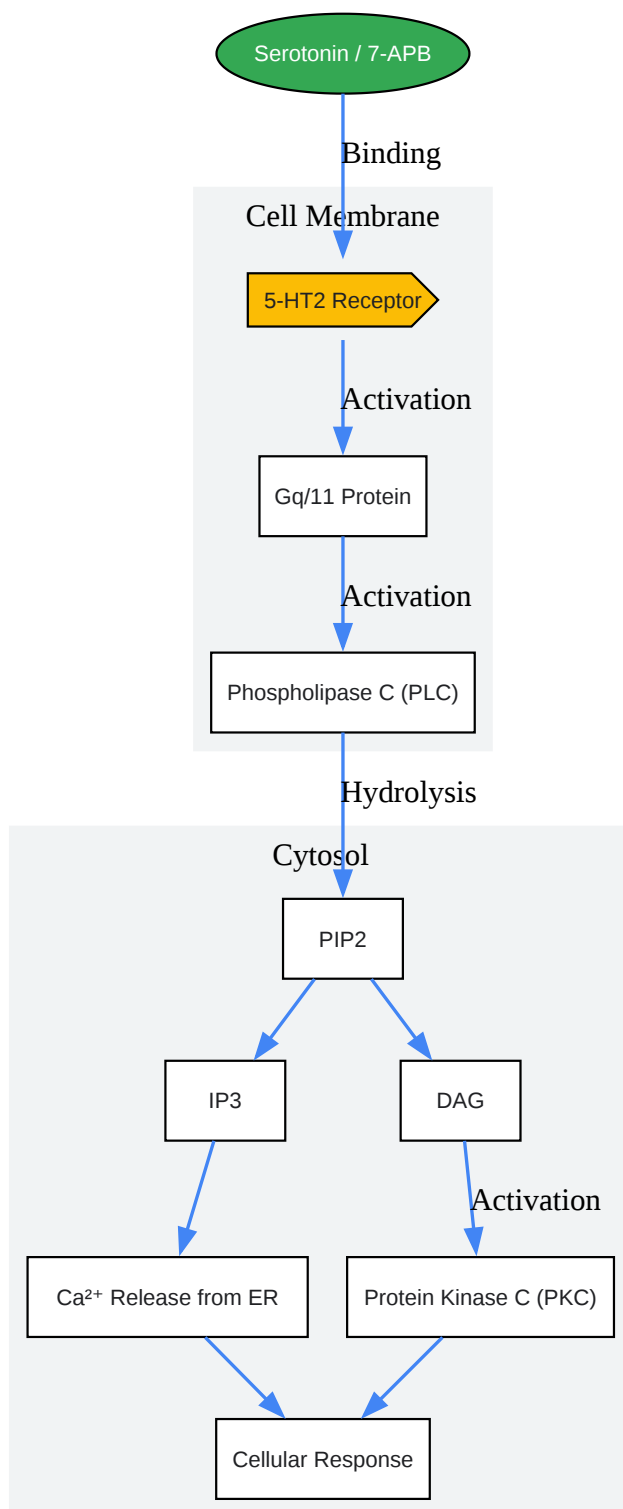 Serotonin / 7-APB
Binding
Cell Membrane
5-HT2 Receptor
Activation
Gq/11 Protein
Activation
Phospholipase C (PLC)
Hydrolysis
Cytosol
PIP2
IP3
DAG
Activation
Ca²⁺ Release from ER
Protein Kinase C (PKC)
Cellular Response